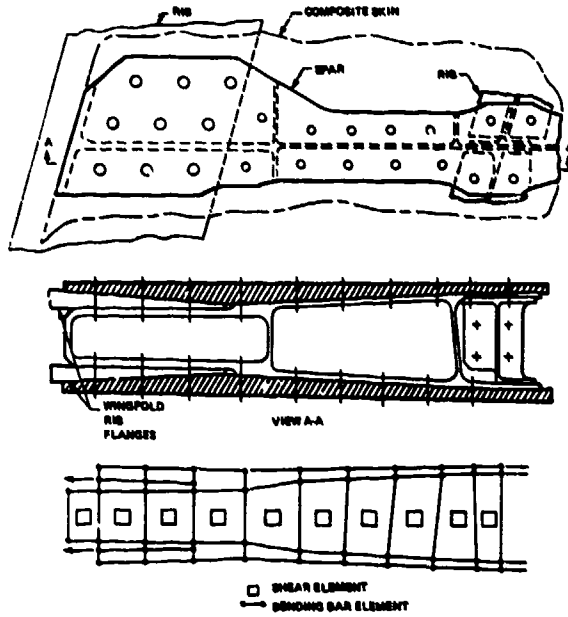 RIB
COMPOSITE SKIN
SPAR
RIB
A
WINGFOLD
RIB
FLANGES
VIEW A-A
SHEAR ELEMENT
BENDING BAR ELEMENT